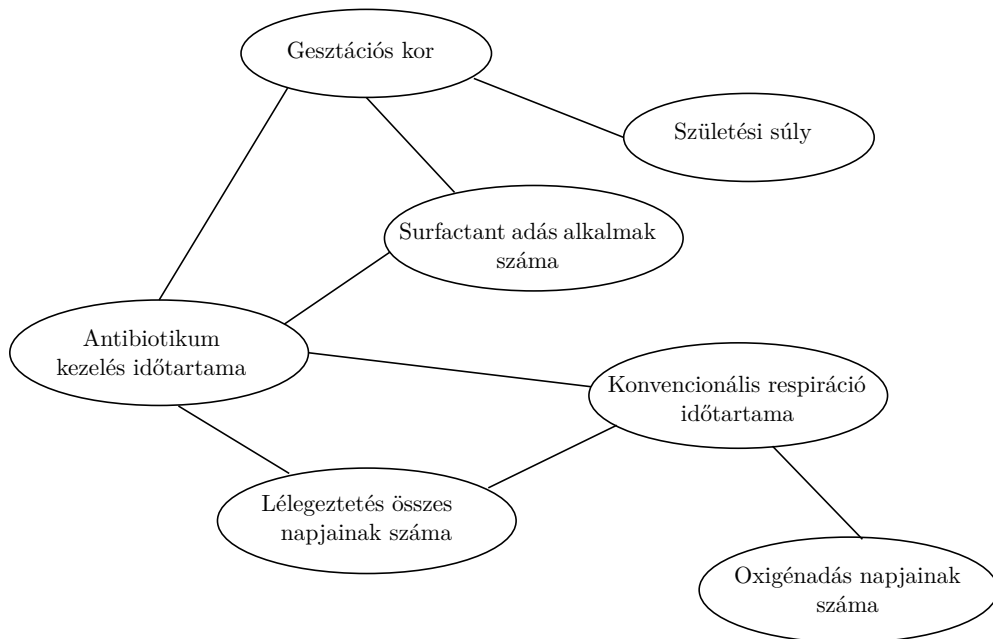 Gesztációs kor
Születési súly
Surfactant adás alkalmak
száma
Antibiotikum
kezelés időtartama
Konvencionális respiráció
időtartama
Lélegeztetés összes
napjainak száma
Oxigénadás napjainak
száma